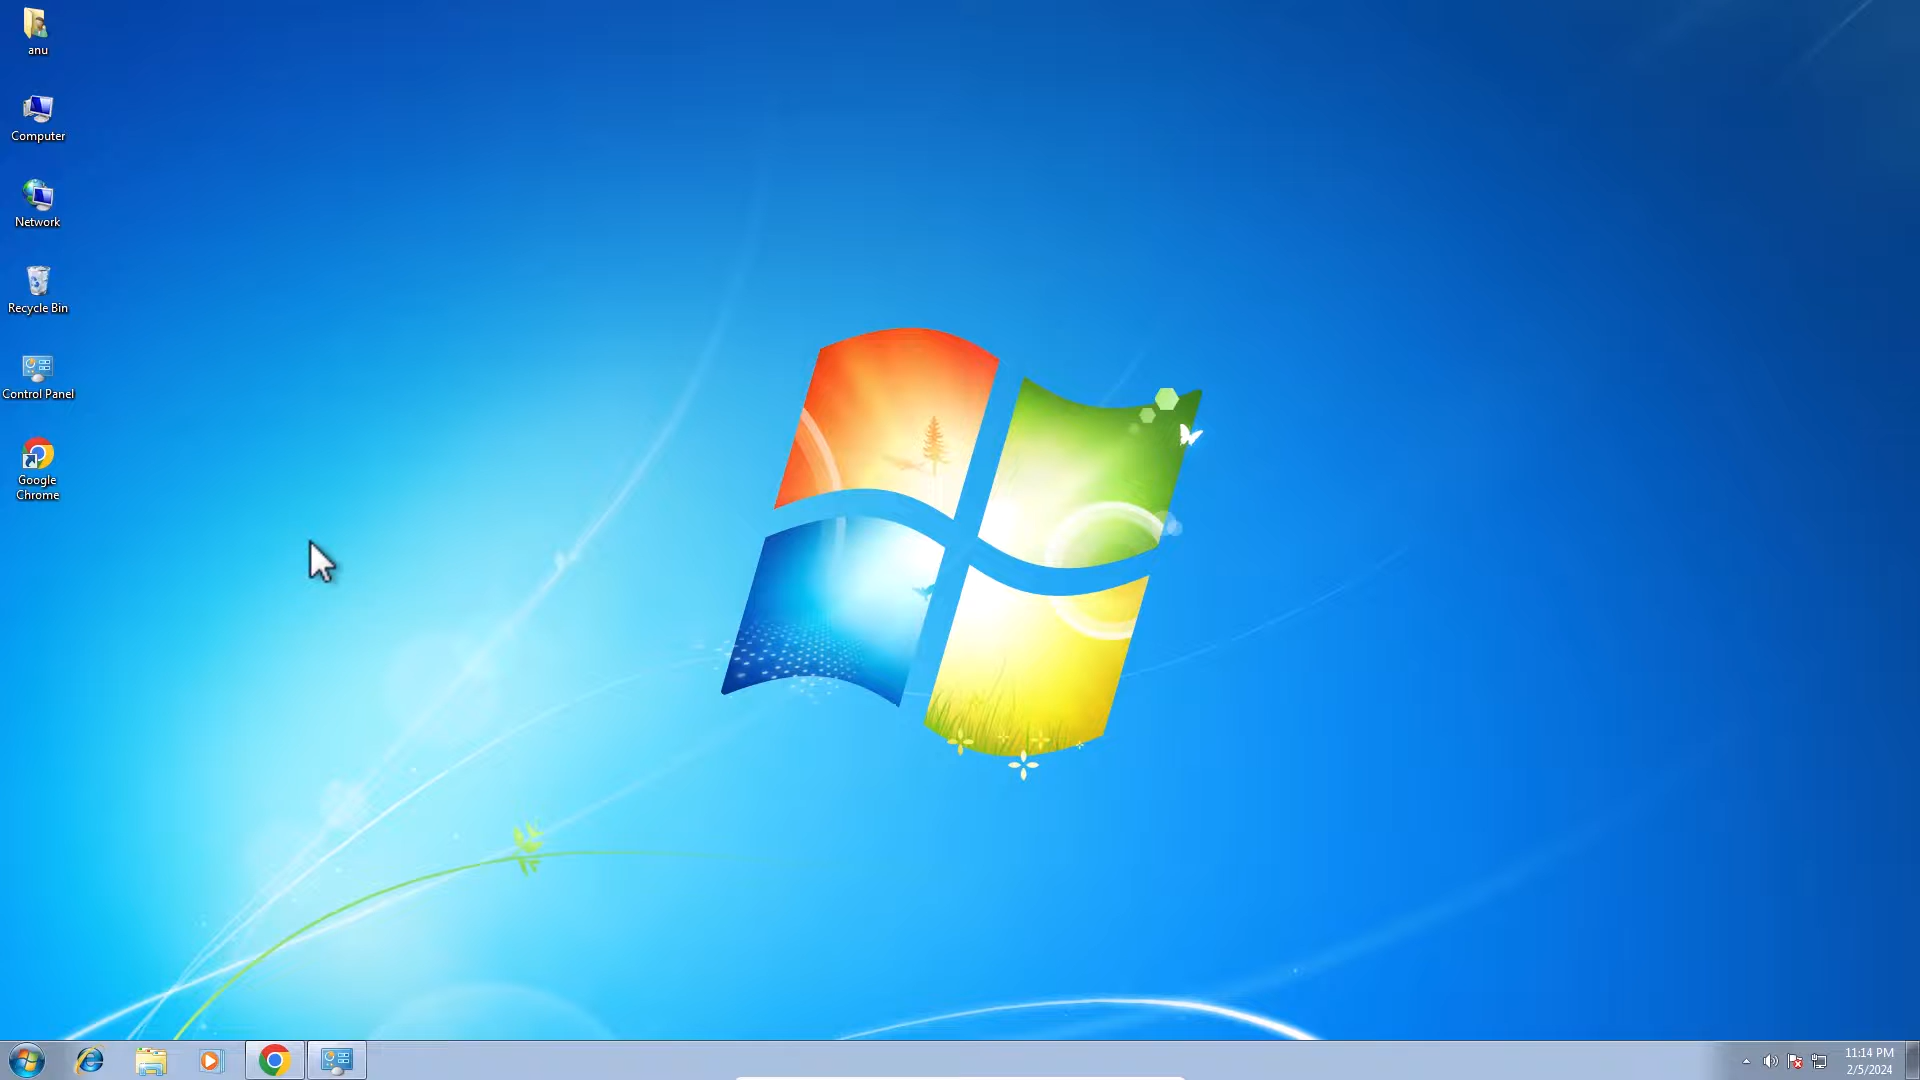 anu
Computer
Network
Recycle Bin
Control Panel
Google
Chrome
11:14 PM
2/5/2024